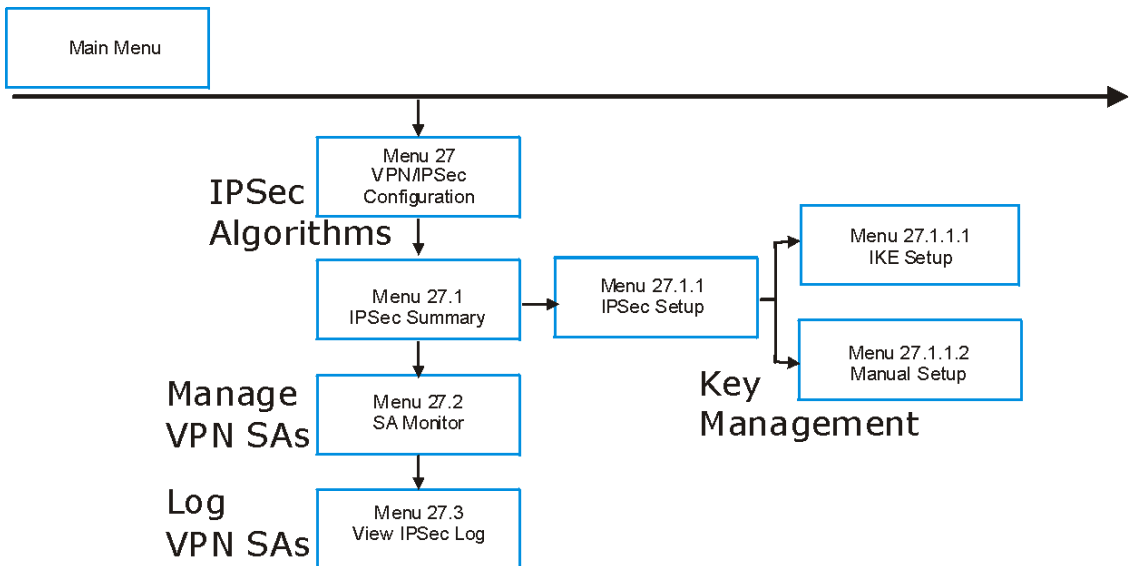 Main Menu
Menu 27
VPN/IPSec
Configuration
IPSec
Algorithms
Menu 27.1
IPSec Summary
Menu 27.1.1
IPSec Setup
Menu 27.1.1.1
IKE Setup
Menu 27.1.1.2
Manual Setup
Key
Management
Manage
VPN SAs
Menu 27.2
SA Monitor
Log
VPN SAs
Menu 27.3
View IPSec Log